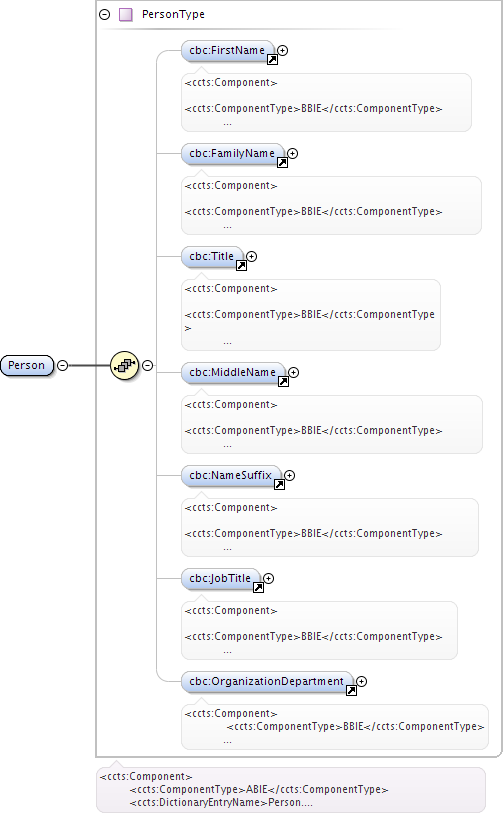 PersonType
cbc:FirstName
<ccts:Component>
<ccts:ComponentType>BBIE</ccts:ComponentType>
...
cbc:FamilyName
<ccts:Component>
<ccts:ComponentType>BBIE</ccts:ComponentType>
...
cbc:Title
<ccts:Component>
<ccts:ComponentType>BBIE</ccts:ComponentType
>
...
Person
cbc:MiddleName
<ccts:Component>
<ccts:ComponentType>BBIE</ccts:ComponentType>
...
cbc:NameSuffix
<ccts:Component>
<ccts:ComponentType>BBIE</ccts:ComponentType>
...
cbc:JobTitle
<ccts:Component>
<ccts:ComponentType>BBIE</ccts:ComponentType>
...
cbc:OrganizationDepartment
<ccts:Component>
<ccts:ComponentType>BBIE</ccts:ComponentType>
...
<ccts:Component>
<ccts:ComponentType>ABIE</ccts:ComponentType>
<ccts:DictionaryEntryName>Person....